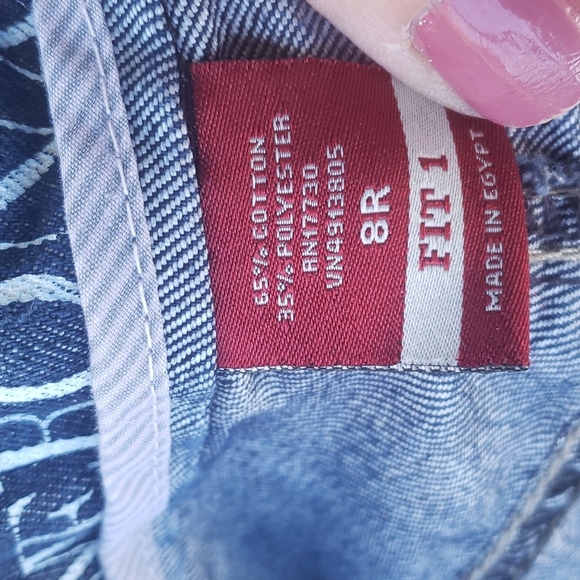 65% COTTON
35% POLYESTER
RN17730
VN4913805
8R
FIT 1
MADE IN EGYPT